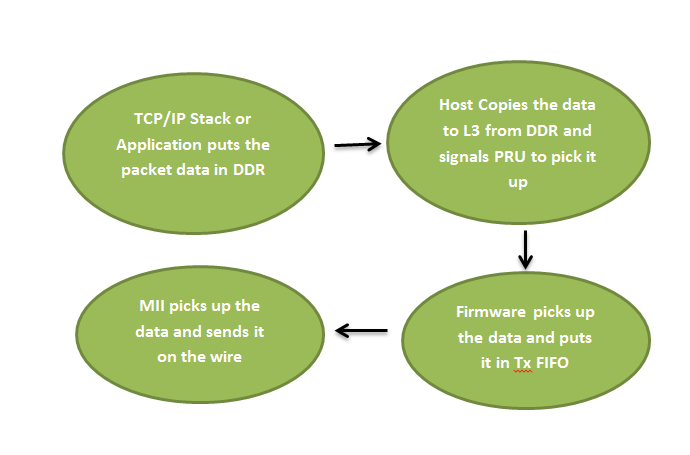 TCP/IP Stack or
Application puts the
packet data in DDR
Host Copies the data
to L3 from DDR and
signals PRU to pick it
up
Firmware picks up
the data and puts
it in Tx FIFO
MII picks up the
data and sends it
on the wire